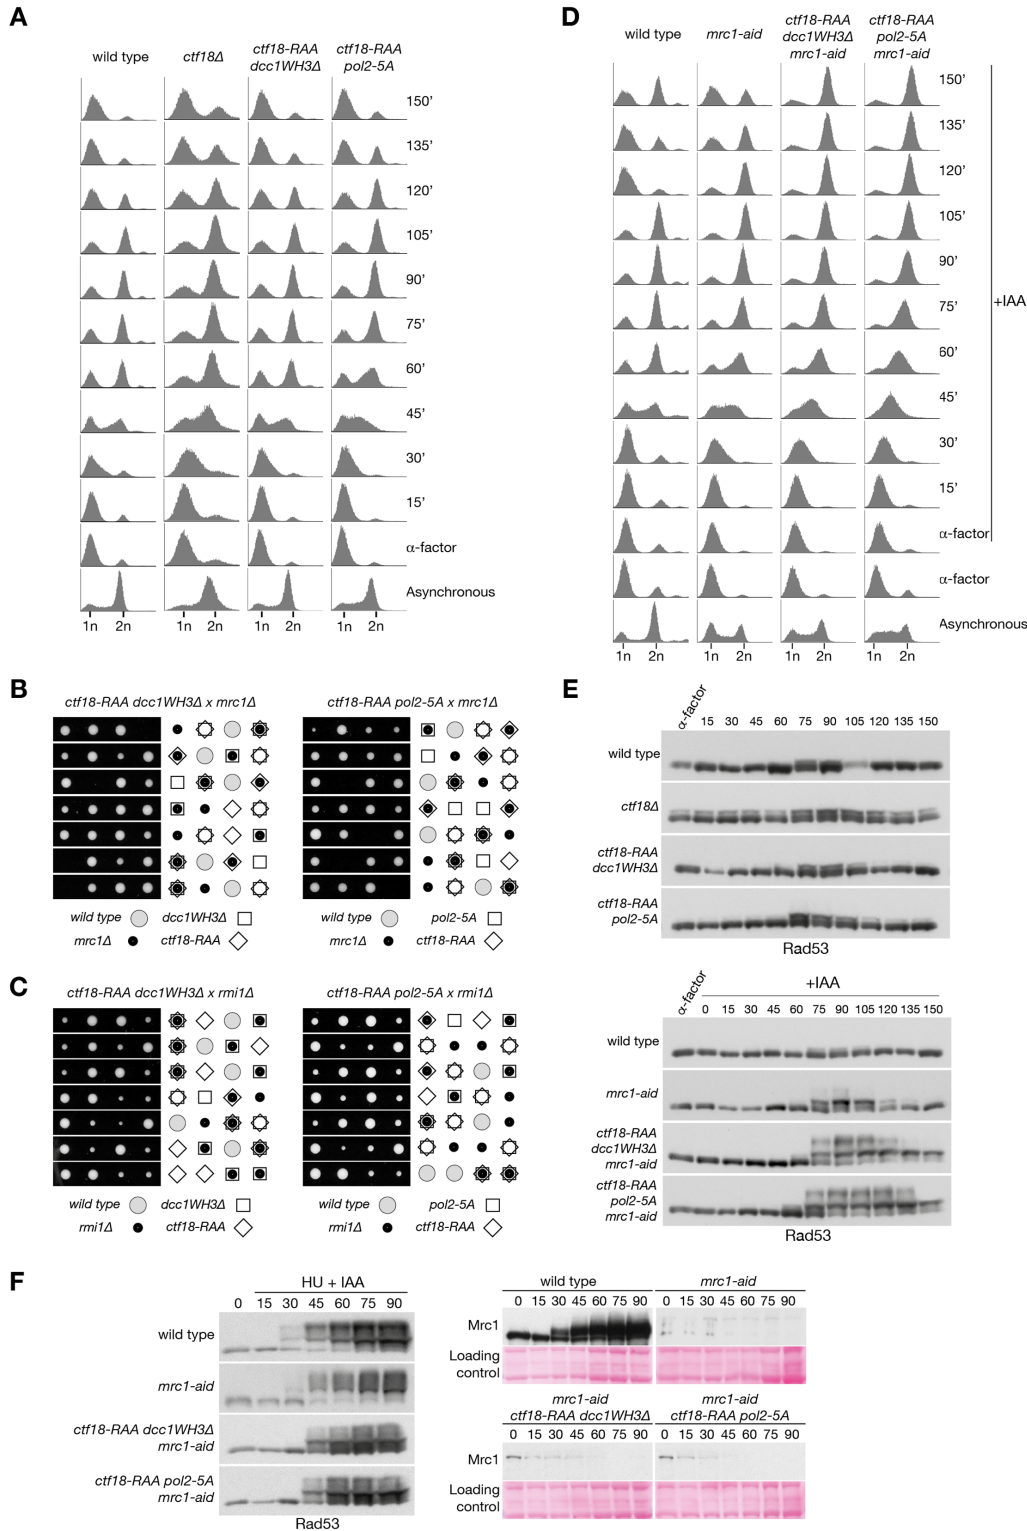 A
wild type
ctf18Δ
ctf18-RAA
dcc1WH3Δ
ctf18-RAA
pol2-5A
150'
135'
120'
105'
90'
75'
60'
45'
30'
15'
α-factor
Asynchronous
1n 2n 1n 2n 1n 2n 1n 2n
D
wild type
mrc1-aid
ctf18-RAA
dcc1WH3Δ
mrc1-aid
ctf18-RAA
pol2-5A
mrc1-aid
150'
135'
120'
105'
90'
75'
60'
45'
30'
15'
α-factor
α-factor
Asynchronous
+IAA
1n 2n 1n 2n 1n 2n 1n 2n
B
ctf18-RAA dcc1WH3Δ x mrc1Δ
wild type dcc1WH3Δ
mrc1Δ ctf18-RAA
ctf18-RAA pol2-5A x mrc1Δ
wild type pol2-5A
mrc1Δ ctf18-RAA
C
ctf18-RAA dcc1WH3Δ x rmi1Δ
wild type dcc1WH3Δ
rmi1Δ ctf18-RAA
ctf18-RAA pol2-5A x rmi1Δ
wild type pol2-5A
rmi1Δ ctf18-RAA
E
α-factor 15 30 45 60 75 90 105 120 135 150
wild type
ctf18Δ
ctf18-RAA
dcc1WH3Δ
ctf18-RAA
pol2-5A
Rad53
+IAA
α-factor 0 15 30 45 60 75 90 105 120 135 150
wild type
mrc1-aid
ctf18-RAA
dcc1WH3Δ
mrc1-aid
ctf18-RAA
pol2-5A
mrc1-aid
Rad53
F
HU + IAA
0 15 30 45 60 75 90
wild type
mrc1-aid
ctf18-RAA dcc1WH3Δ
mrc1-aid
ctf18-RAA pol2-5A
mrc1-aid
Rad53
wild type mrc1-aid
0 15 30 45 60 75 90 0 15 30 45 60 75 90
Mrc1
Loading
control
mrc1-aid
ctf18-RAA dcc1WH3Δ
mrc1-aid
ctf18-RAA pol2-5A
0 15 30 45 60 75 90 0 15 30 45 60 75 90
Mrc1
Loading
control